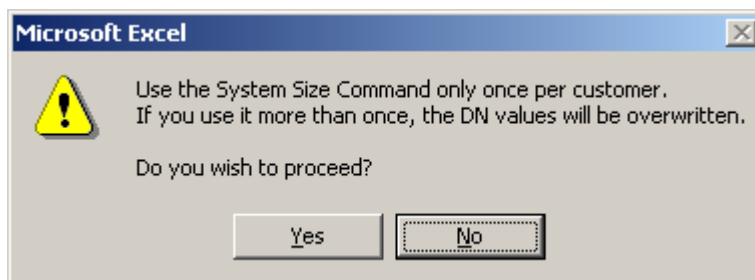 Microsoft Excel
Use the System Size Command only once per customer.
If you use it more than once, the DN values will be overwritten.
Do you wish to proceed?
Yes
No